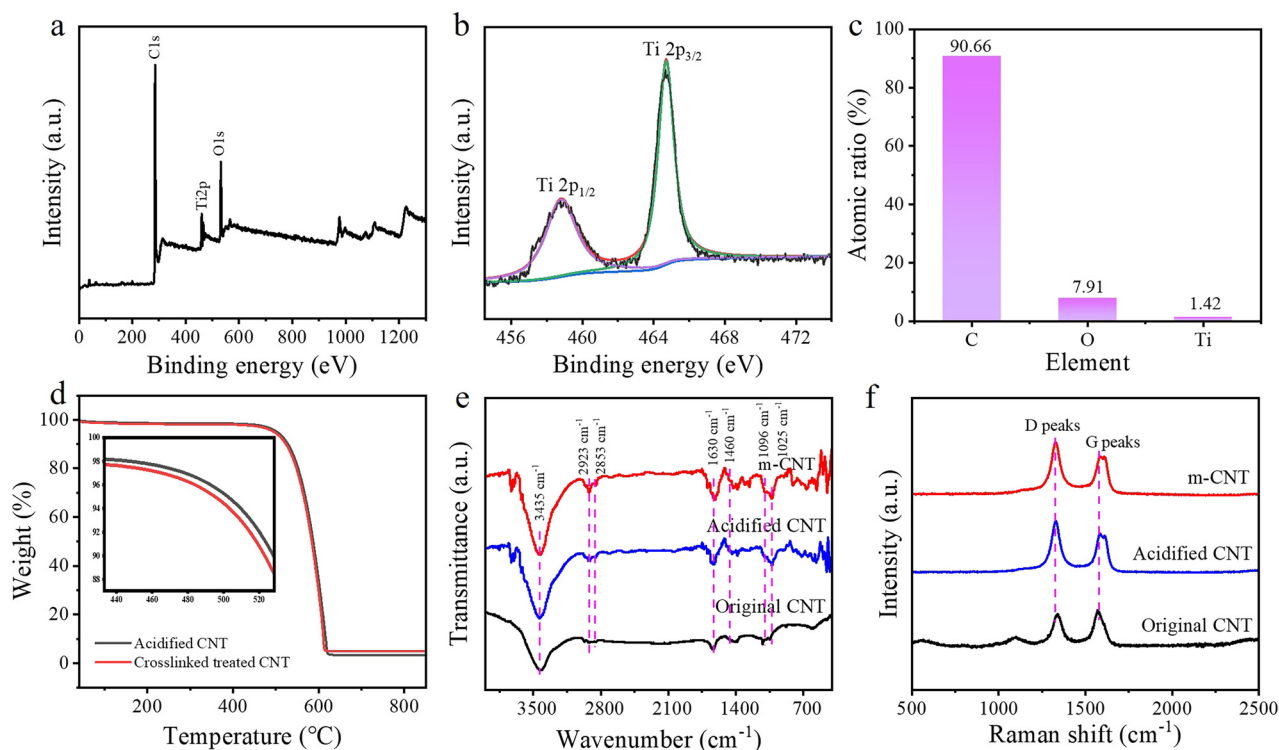 a
C1s
Ti2p
O1s
Intensity (a.u.)
0 200 400 600 800 1000 1200
Binding energy (eV)
b
Ti 2p1/2
Ti 2p3/2
Intensity (a.u.)
456 460 464 468 472
Binding energy (eV)
c
100
80
60
40
20
0
90.66
7.91
1.42
Atomic ratio (%)
C O Ti
Element
d
100
80
60
40
20
0
100
98
96
94
92
90
88
440 460 480 500 520
Acidified CNT
Crosslinked treated CNT
Weight (%)
200 400 600 800
Temperature (℃)
e
3435 cm-1
2923 cm-1
2853 cm-1
1630 cm-1
1460 cm-1
1096 cm-1
1025 cm-1
m-CNT
Acidified CNT
Original CNT
Transmittance (a.u.)
3500 2800 2100 1400 700
Wavenumber (cm-1)
f
D peaks
G peaks
m-CNT
Acidified CNT
Original CNT
Intensity (a.u.)
500 1000 1500 2000 2500
Raman shift (cm-1)